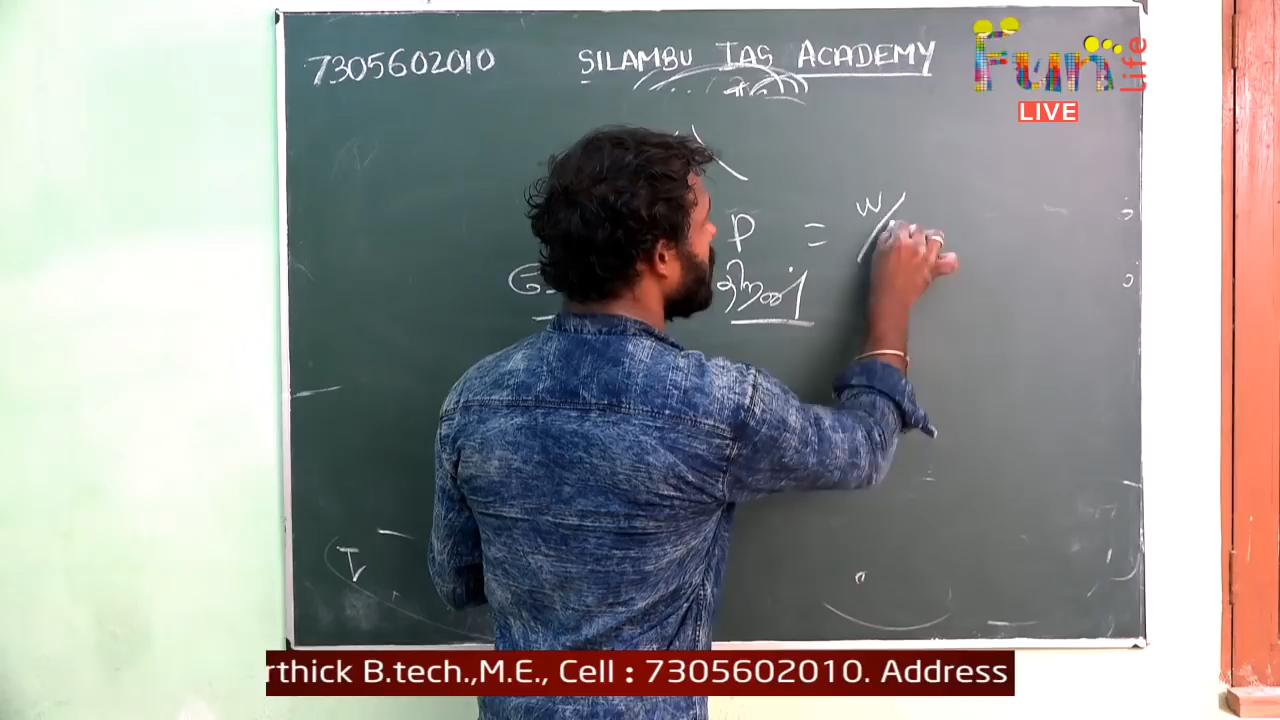 7305602010 SILAMBU IAS ACADEMY
Fun Life
LIVE
P = W/
திறன்
rthick B.tech.,M.E., Cell : 7305602010. Address